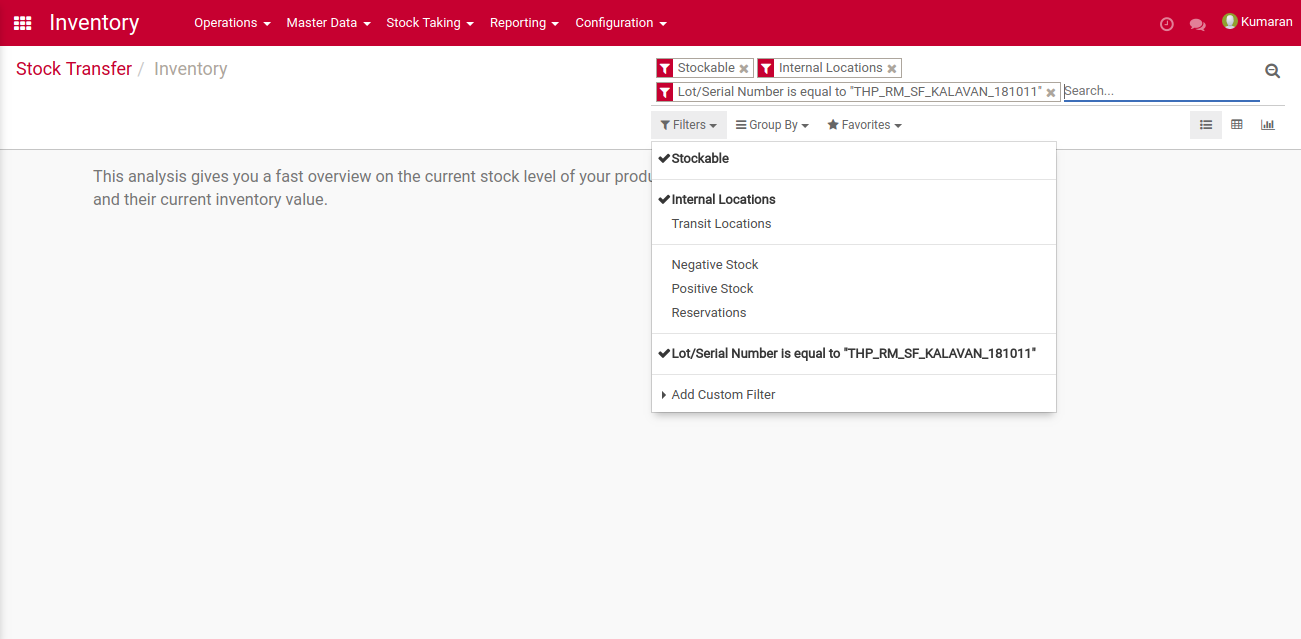 Inventory Operations Master Data Stock Taking Reporting Configuration Kumaran
Stock Transfer / Inventory
Stockable Internal Locations
Lot/Serial Number is equal to "THP_RM_SF_KALAVAN_181011" Search...
Filters Group By Favorites
Stockable
This analysis gives you a fast overview on the current stock level of your
and their current inventory value.
Internal Locations
Transit Locations
Negative Stock
Positive Stock
Reservations
Lot/Serial Number is equal to "THP_RM_SF_KALAVAN_181011"
Add Custom Filter